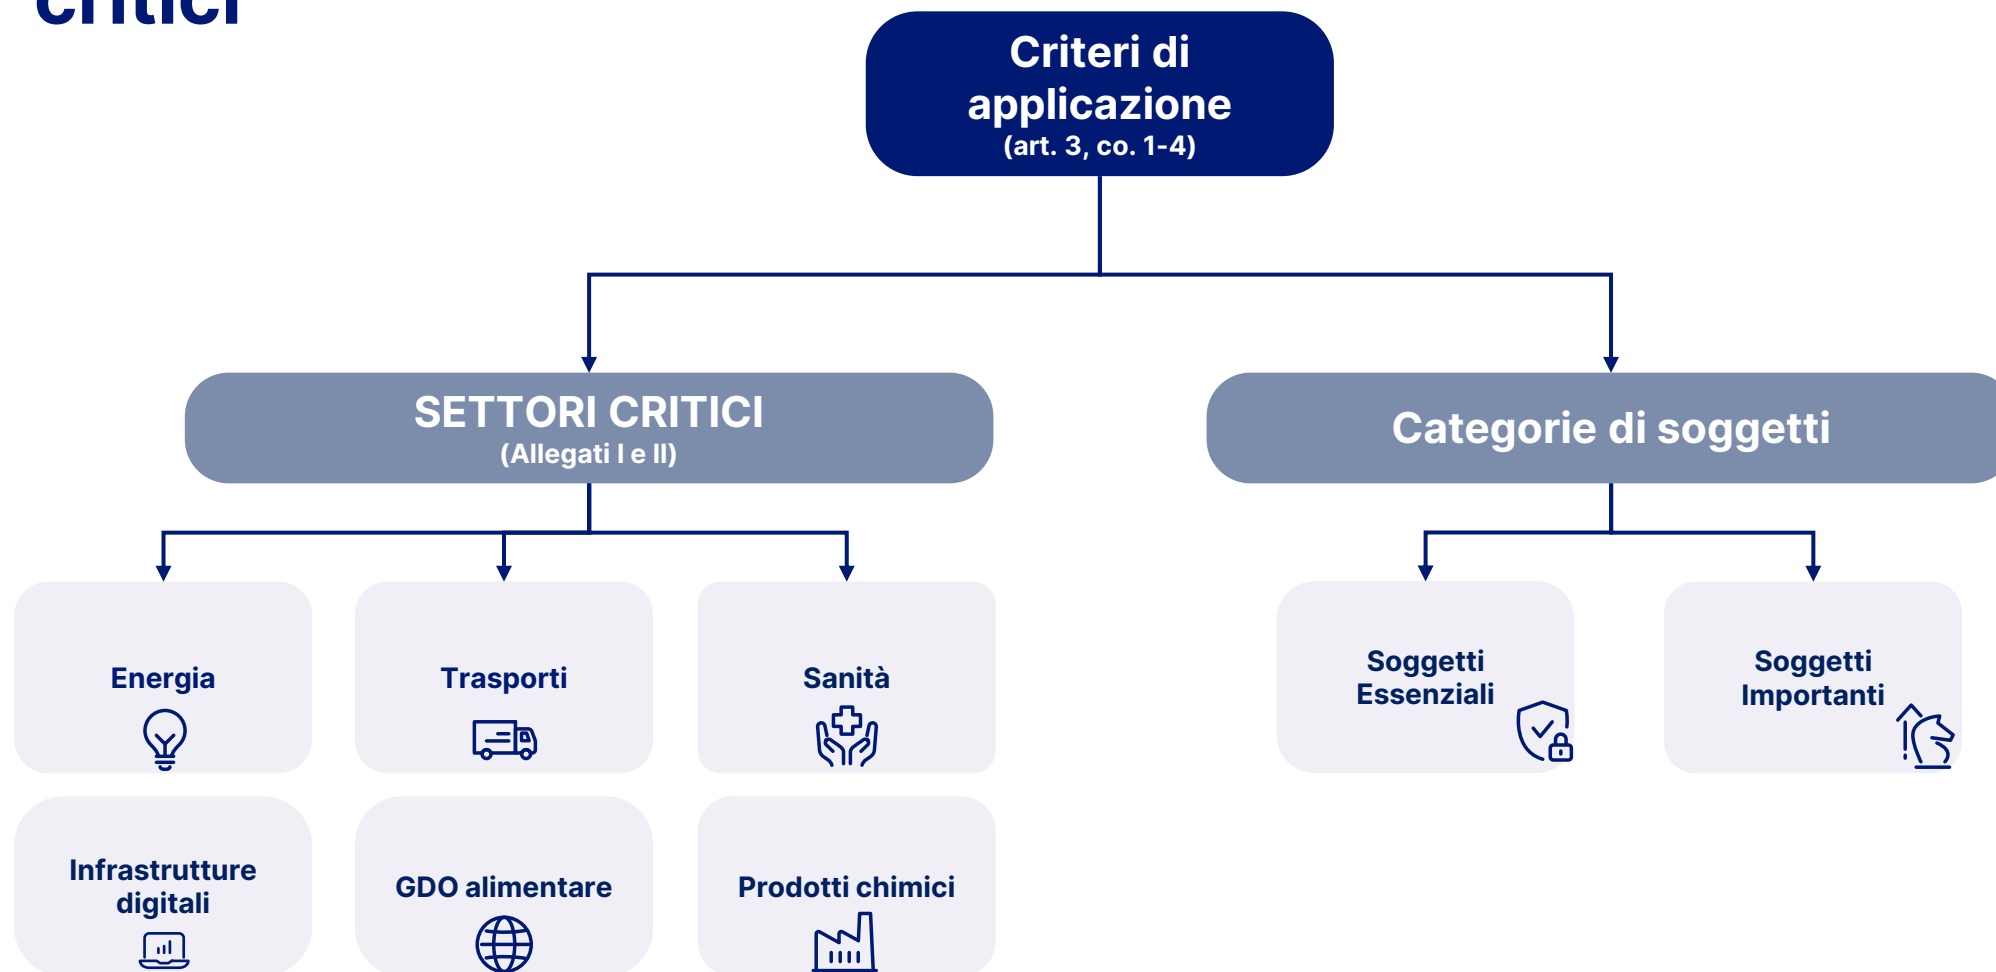 critici
Criteri di
applicazione
(art. 3, co. 1-4)
SETTORI CRITICI
(Allegati I e II)
Categorie di soggetti
Energia
Trasporti
Sanità
Soggetti
Essenziali
Soggetti
Importanti
Infrastrutture
digitali
GDO alimentare
Prodotti chimici